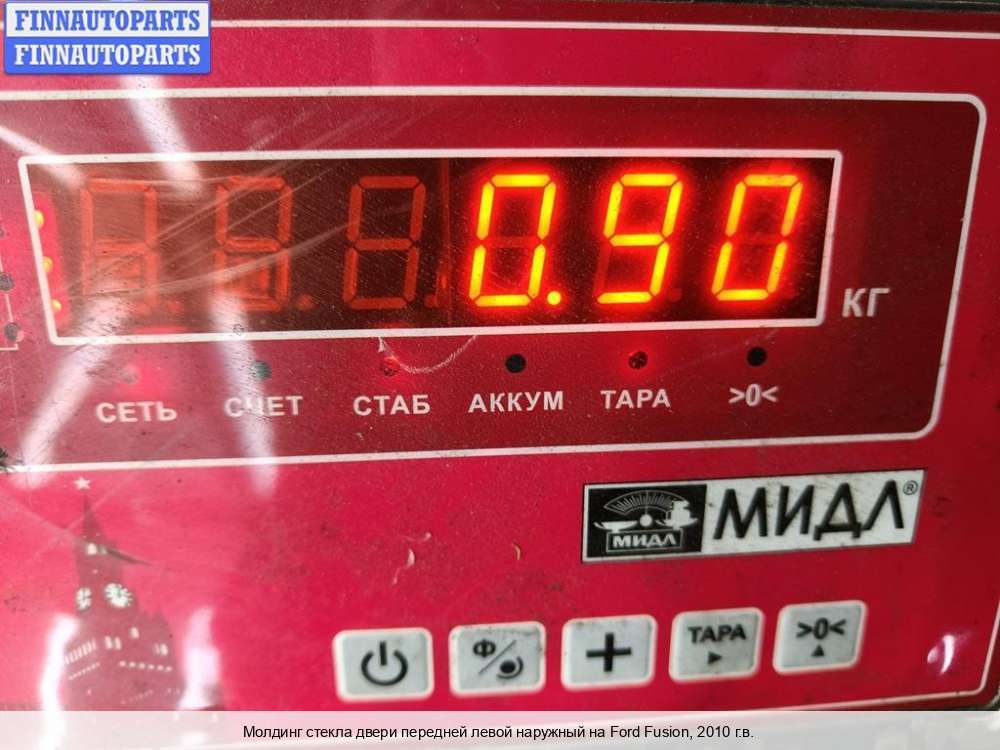 FINNAUTOPARTS
FINNAUTOPARTS
0.90
КГ
СЕТЬ СЧЕТ СТАБ АККУМ ТАРА >0<
МИДЛ
МИДЛ®
Ф ТАРА >0<
Молдинг стекла двери передней левой наружный на Ford Fusion, 2010 г.в.